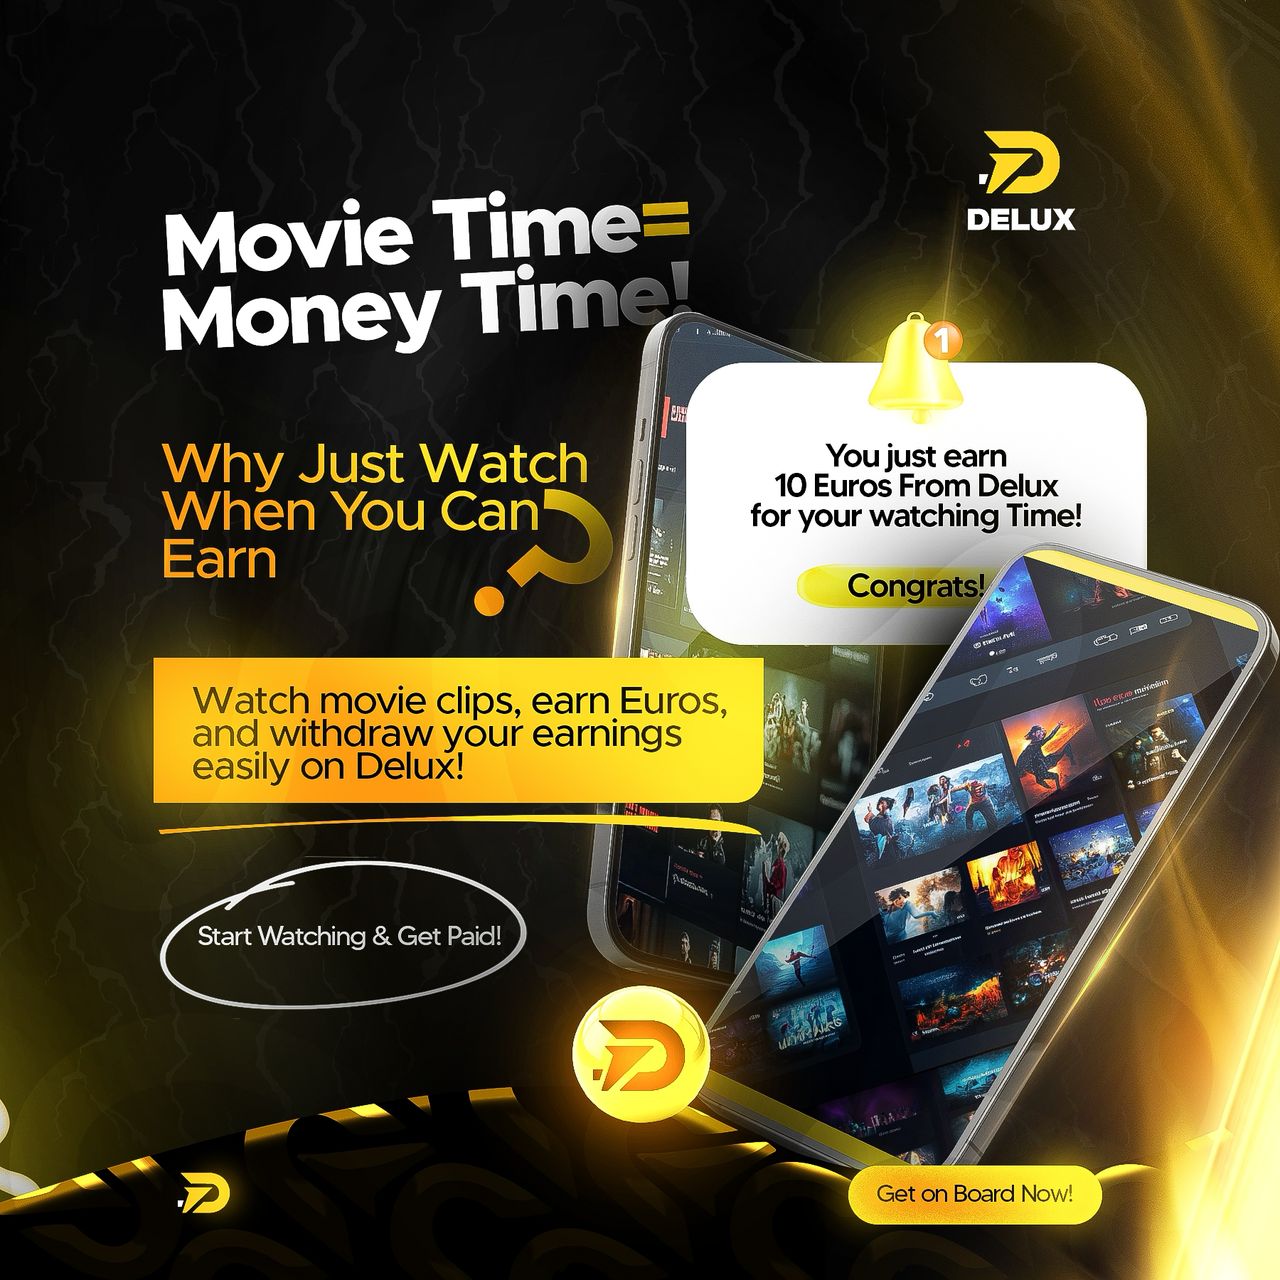 DELUX
Movie Time=
Money Time!
1
You just earn
10 Euros From Delux
for your watching Time!
Congrats!
Why Just Watch
When You Can
Earn?
Watch movie clips, earn Euros,
and withdraw your earnings
easily on Delux!
Start Watching & Get Paid!
Get on Board Now!